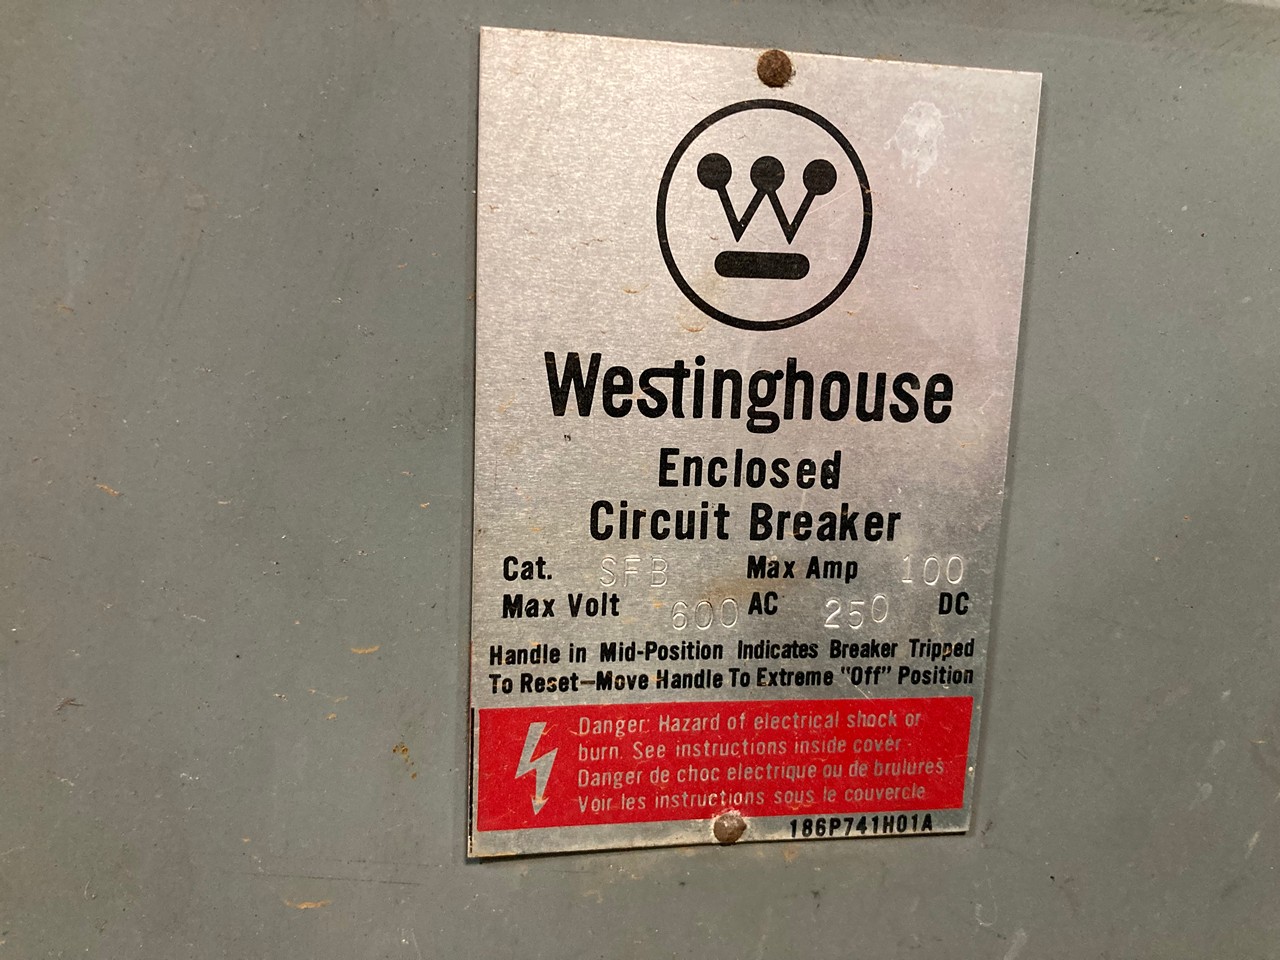 W
Westinghouse
Enclosed
Circuit Breaker
Cat. SFB Max Amp 100
Max Volt 600 AC 250 DC
Handle in Mid-Position Indicates Breaker Tripped
To Reset—Move Handle To Extreme "Off" Position
Danger: Hazard of electrical shock or
burn. See instructions inside cover.
Danger de choc electrique ou de brulures.
Voir les instructions sous le couvercle
186P741H01A